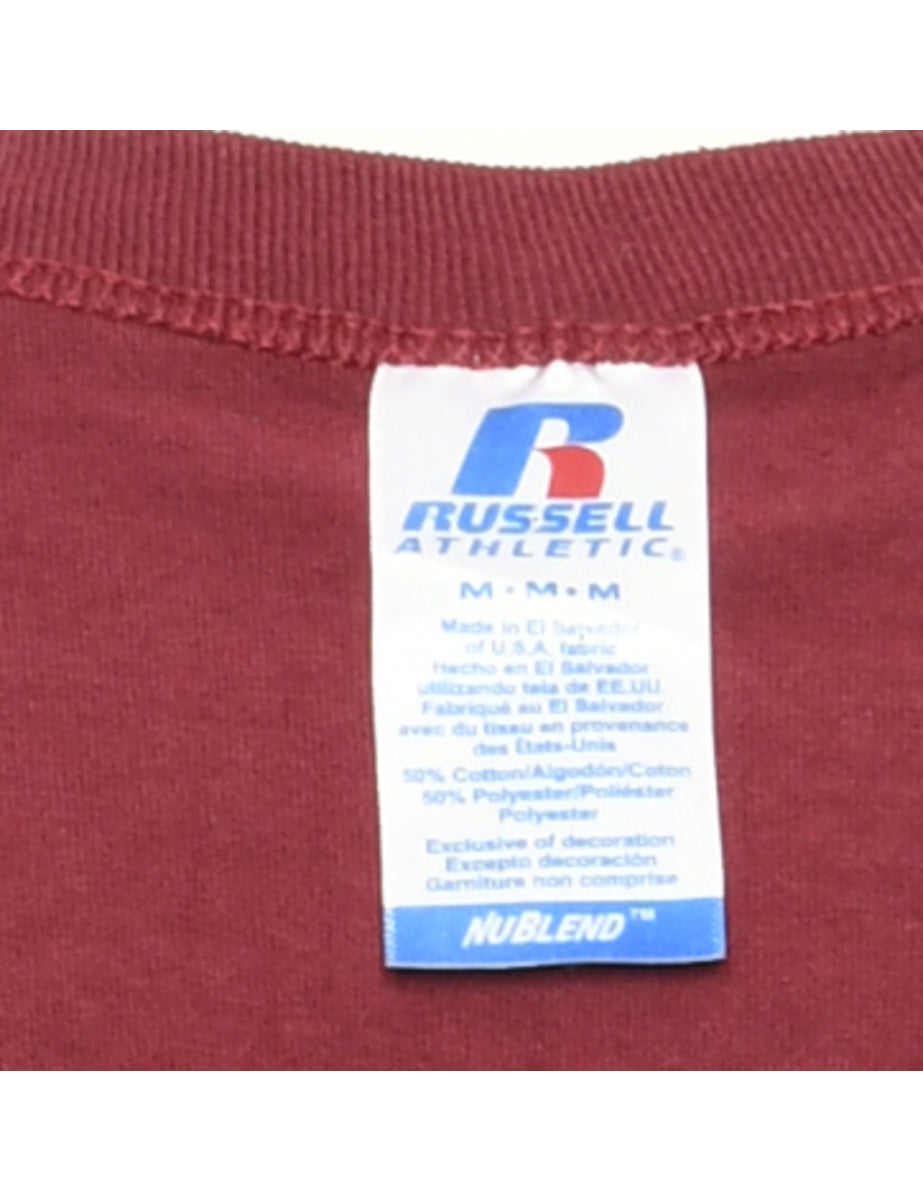 R
RUSSELL
ATHLETIC®
M • M • M
Made in El Salvador
of U.S.A. fabric
Hecho en El Salvador
utilizando tela de EE.UU.
Fabriqué au El Salvador
avec du tissu en provenance
des États-Unis
50% Cotton/Algodón/Coton
50% Polyester/Poliéster
Polyester
Exclusive of decoration
Excepto decoración
Garniture non comprise
NUBLEND™